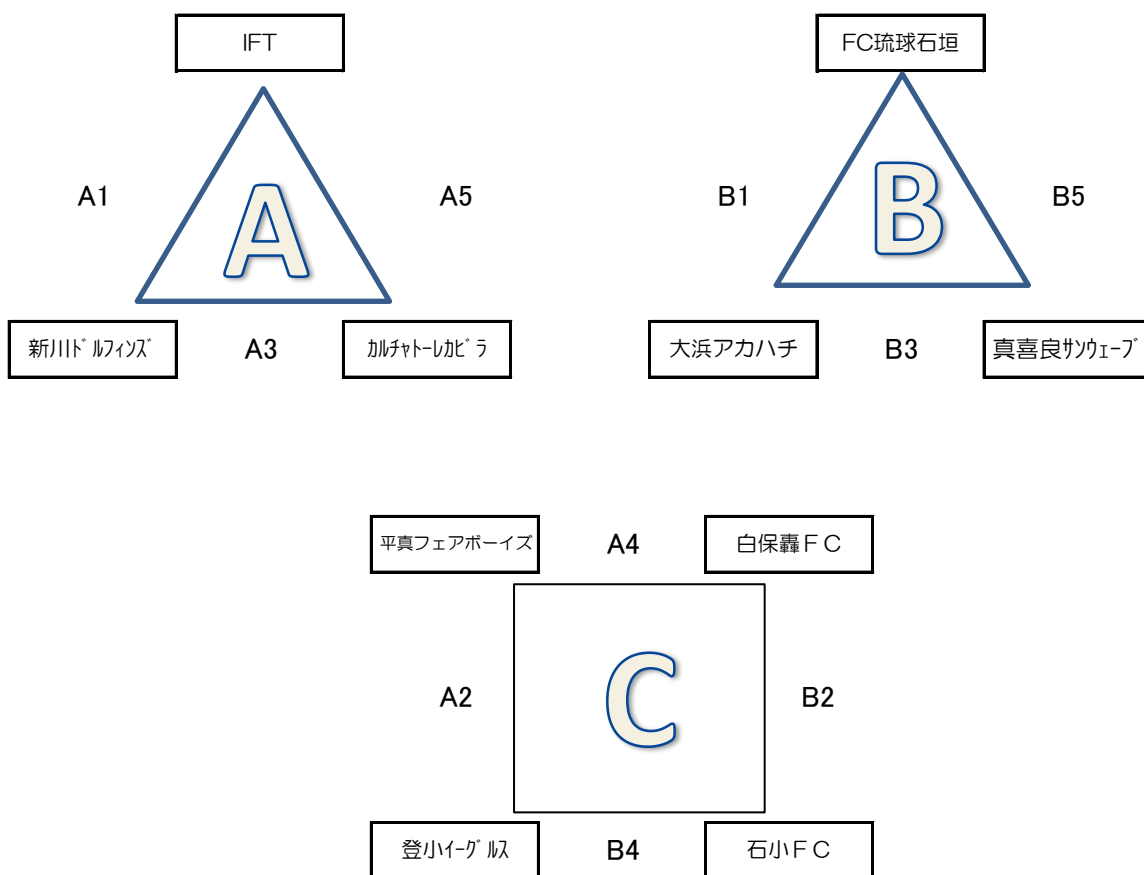 IFT
FC琉球石垣
A1
A
A5
B1
B
B5
新川ﾄﾞﾙﾌｨﾝｽﾞ
A3
ｶﾙﾁｬﾄｰﾚｶﾋﾞﾗ
大浜アカハチ
B3
真喜良ｻﾝｳｪｰﾌﾞ
平真フェアボーイズ
A4
白保轟ＦＣ
A2
C
B2
登小ｲｰｸﾞﾙｽ
B4
石小ＦＣ